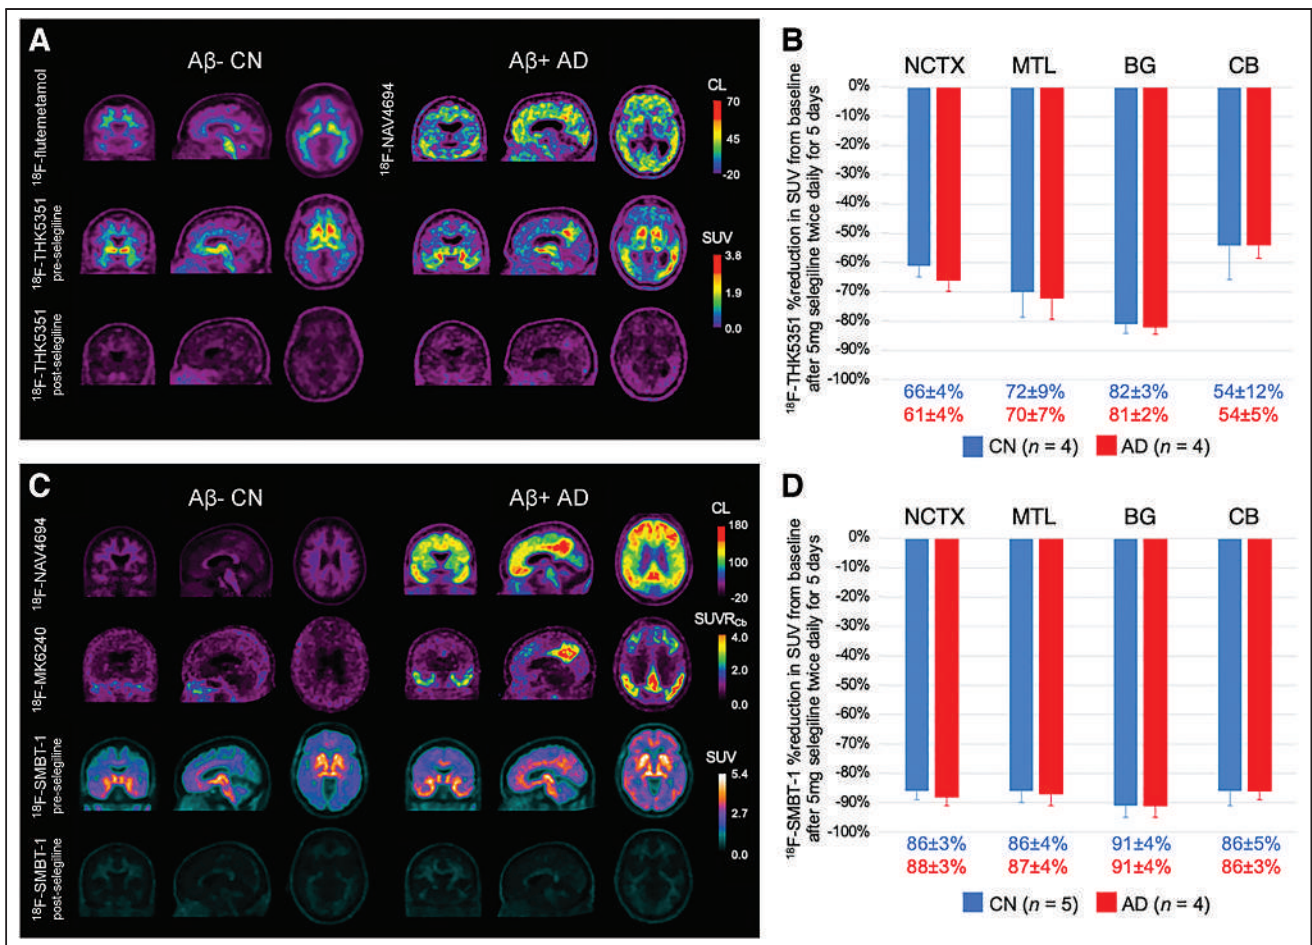 A
Aβ- CN
Aβ+ AD
¹⁸F-flutemetamol
¹⁸F-NAV4694
CL
70
45
-20
¹⁸F-THK5351
pre-selegiline
SUV
3.8
1.9
0.0
¹⁸F-THK5351
post-selegiline
B
NCTX MTL BG CB
¹⁸F-THK5351 %reduction in SUV from baseline
after 5mg selegiline twice daily for 5 days
0%
-10%
-20%
-30%
-40%
-50%
-60%
-70%
-80%
-90%
-100%
66±4% 72±9% 82±3% 54±12%
61±4% 70±7% 81±2% 54±5%
CN (n = 4) AD (n = 4)
C
Aβ- CN
Aβ+ AD
¹⁸F-NAV4694
CL
180
100
-20
¹⁸F-MK6240
SUVRCb
4.0
2.0
0.0
¹⁸F-SMBT-1
pre-selegiline
SUV
5.4
2.7
0.0
¹⁸F-SMBT-1
post-selegiline
D
NCTX MTL BG CB
¹⁸F-SMBT-1 %reduction in SUV from baseline
after 5mg selegiline twice daily for 5 days
0%
-10%
-20%
-30%
-40%
-50%
-60%
-70%
-80%
-90%
-100%
86±3% 86±4% 91±4% 86±5%
88±3% 87±4% 91±4% 86±3%
CN (n = 5) AD (n = 4)